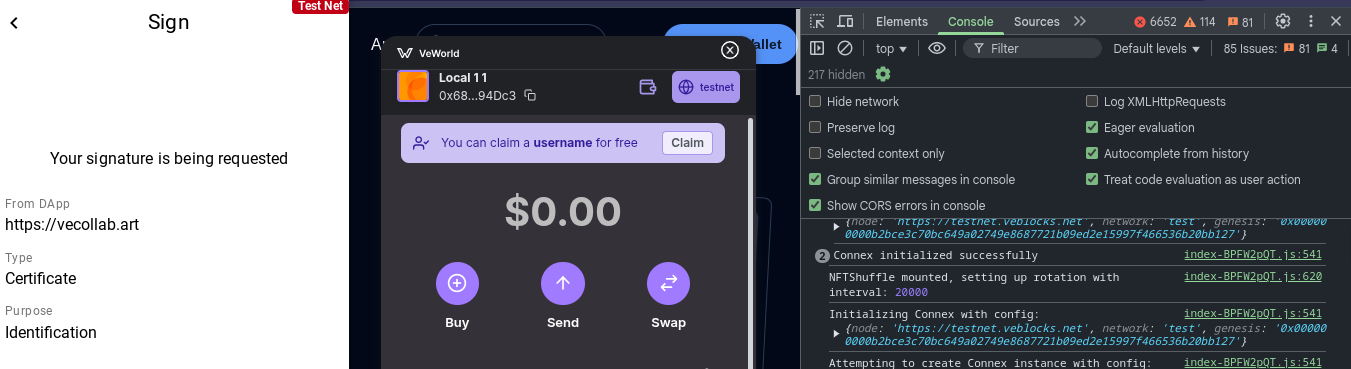 Test Net
Sign
Your signature is being requested
From DApp
https://vecollab.art
Type
Certificate
Purpose
Identification
VeWorld
Local 1 1
0x68...94Dc3
testnet
You can claim a username for free
Claim
$0.00
Buy
Send
Swap
Elements
Console
Sources
6652
114
81
top
Filter
Default levels
85 Issues:
81
4
217 hidden
Hide network
Log XMLHttpRequests
Preserve log
Eager evaluation
Selected context only
Autocomplete from history
Group similar messages in console
Treat code evaluation as user action
Show CORS errors in console
{node: 'https://testnet.veblocks.net', network: 'test', genesis: '0x00000
0000b2bce3c70bc649a02749e8687721b09ed2e15997f466536b20bb127'}
2
Connex initialized successfully
index-BPFW2pQT.js:541
NFTShuffle mounted, setting up rotation with
index-BPFW2pQT.js:620
interval: 20000
Initializing Connex with config:
index-BPFW2pQT.js:541
{node: 'https://testnet.veblocks.net', network: 'test', genesis: '0x00000
0000b2bce3c70bc649a02749e8687721b09ed2e15997f466536b20bb127'}
Attempting to create Connex instance with config:
index-BPFW2pQT.js:541